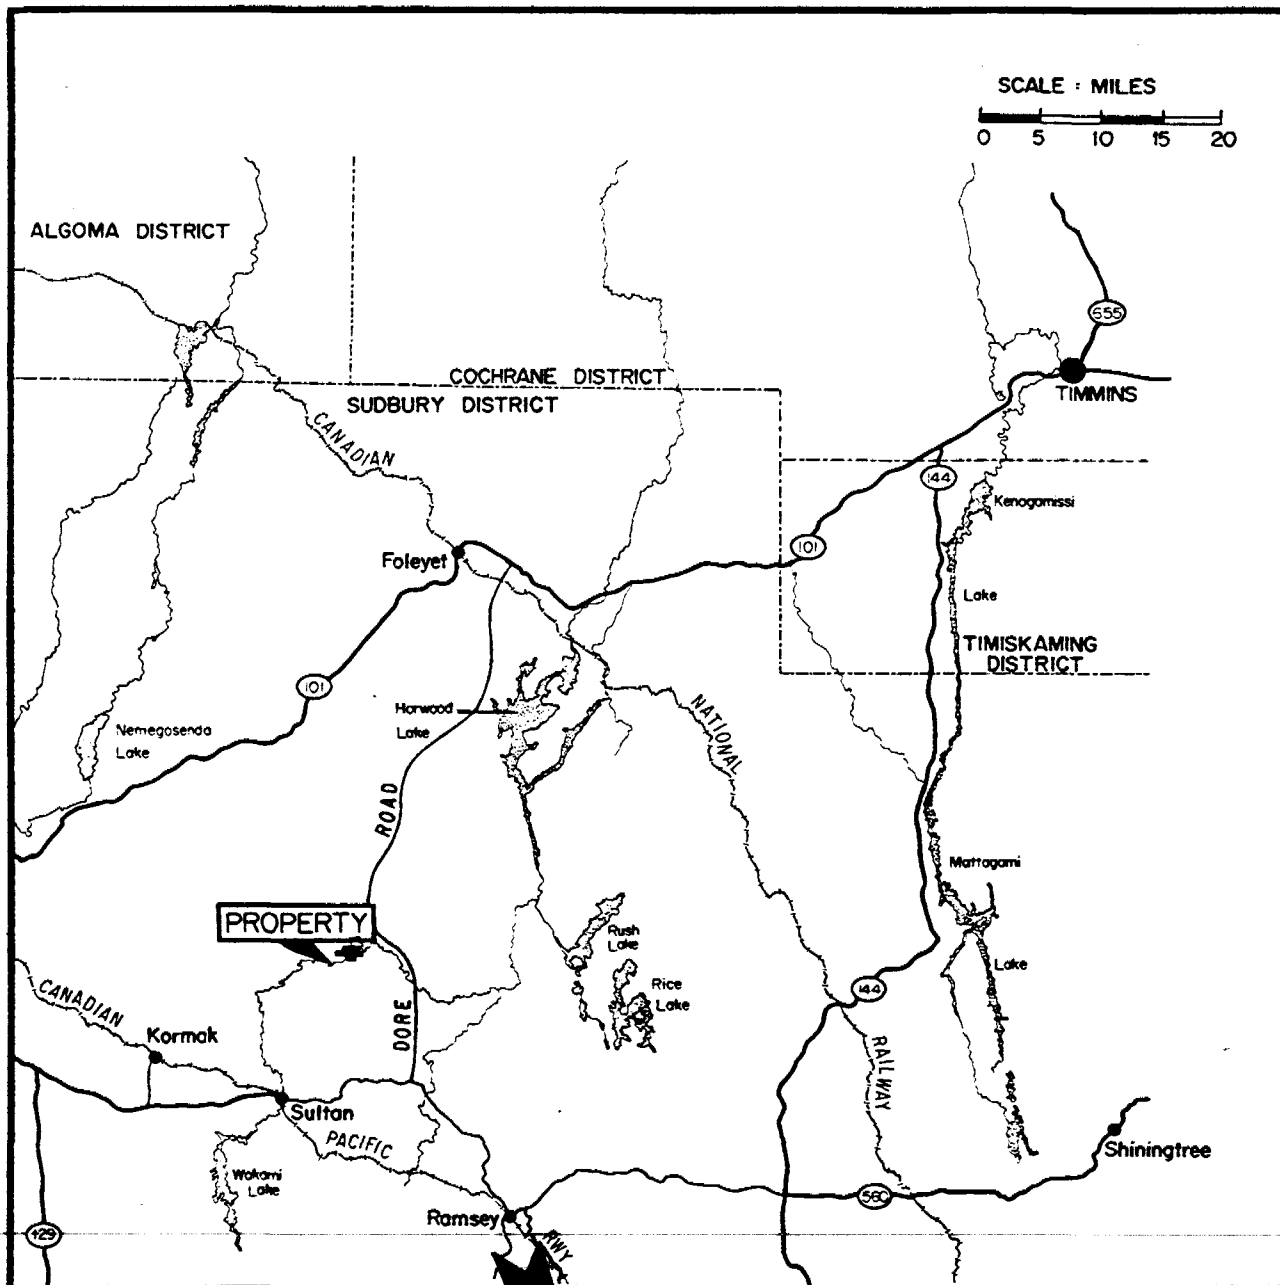 SCALE : MILES
0 5 10 15 20
ALGOMA DISTRICT
655
COCHRANE DISTRICT
TIMMINS
SUDBURY DISTRICT
CANADIAN
144
Kenogamissi
101
Foleyet
Lake
TIMISKAMING
DISTRICT
101
NATIONAL
Horwood
Lake
Nemegosenda
Lake
ROAD
Mattagami
PROPERTY
Rush
Lake
Lake
Rice
Lake
144
CANADIAN
DORE
Kormak
RAILWAY
Sultan
PACIFIC
Shiningtree
Wakami
Lake
560
Ramsey
129
RWY